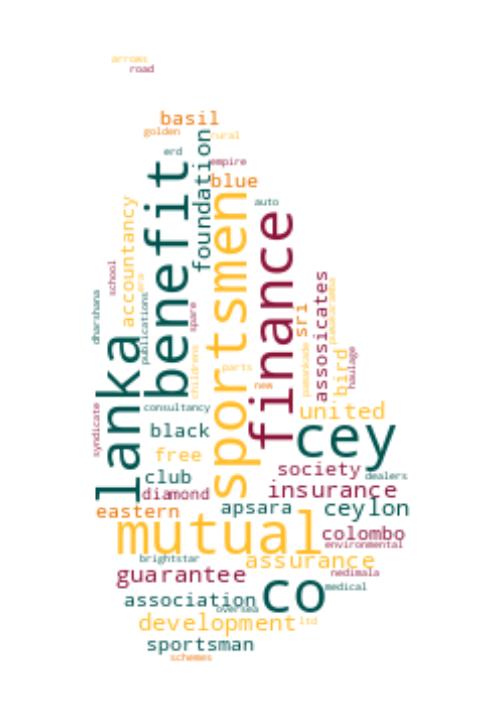 arrows
road
basil
golden
rural
foundation
erd
empire
benefit
blue
sportsmen
auto
accountancy
finance
school
era
assosicates
dharshana
publications
spare
sri
lanka
childrens
parts
new
'bird
haulage
syndicate
consultancy
united
black
cey
free
society
club
dealers
diamond
insurance
eastern
apsara
ceylon
mutual
colombo
environmental
brightstar
assurance
guarantee
nedimala
medical
co
association
oversea
development
ltd
sportsman
schemes